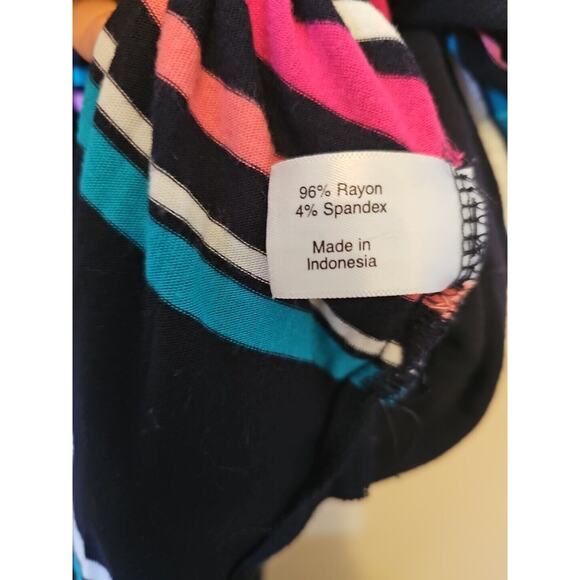 96% Rayon
4% Spandex
Made in
Indonesia